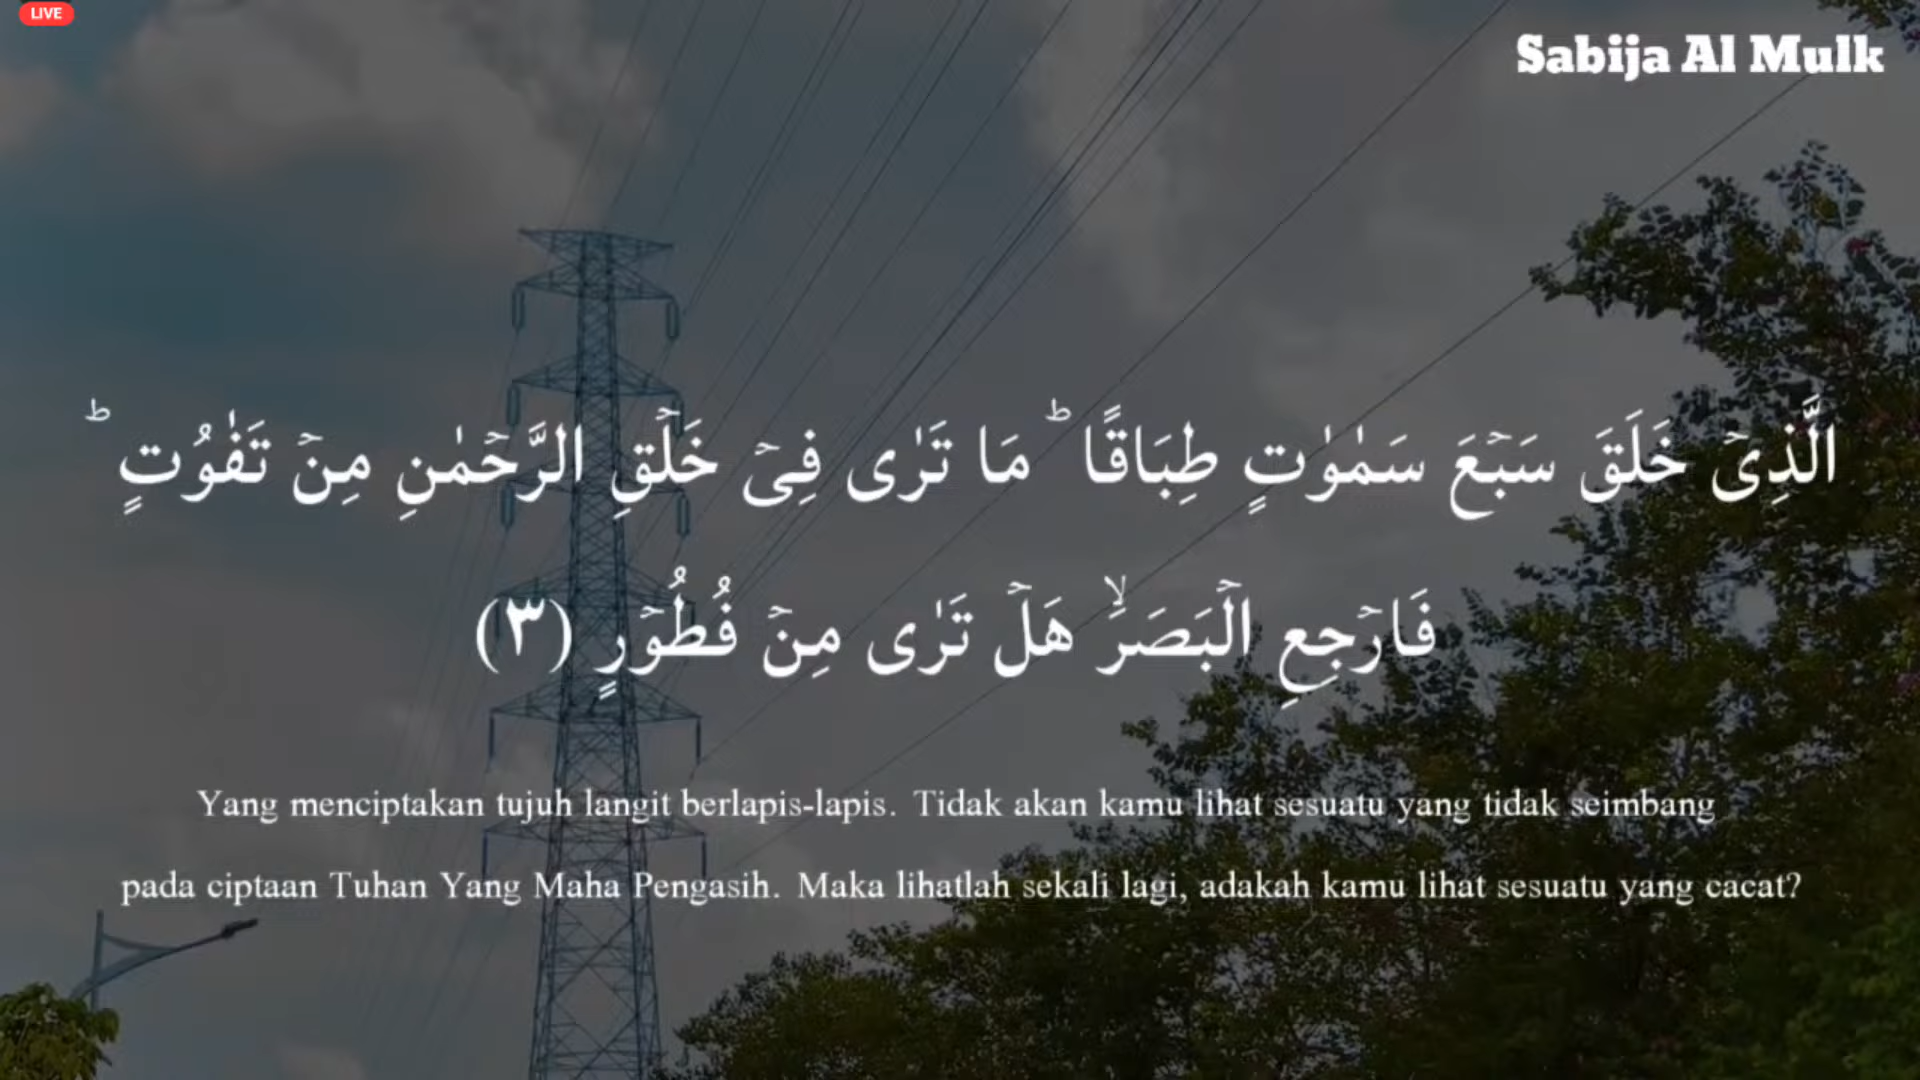 LIVE
Sabija Al Mulk
الَّذِىۡ خَلَقَ سَبۡعَ سَمٰوٰتٍ طِبَاقًا ؕ مَا تَرٰى فِىۡ خَلۡقِ الرَّحۡمٰنِ مِنۡ تَفٰوُتٍ ؕ
فَارۡجِعِ الۡبَصَرَۙ هَلۡ تَرٰى مِنۡ فُطُوۡرٍ (٣)
Yang menciptakan tujuh langit berlapis-lapis. Tidak akan kamu lihat sesuatu yang tidak seimbang
pada ciptaan Tuhan Yang Maha Pengasih. Maka lihatlah sekali lagi, adakah kamu lihat sesuatu yang cacat?